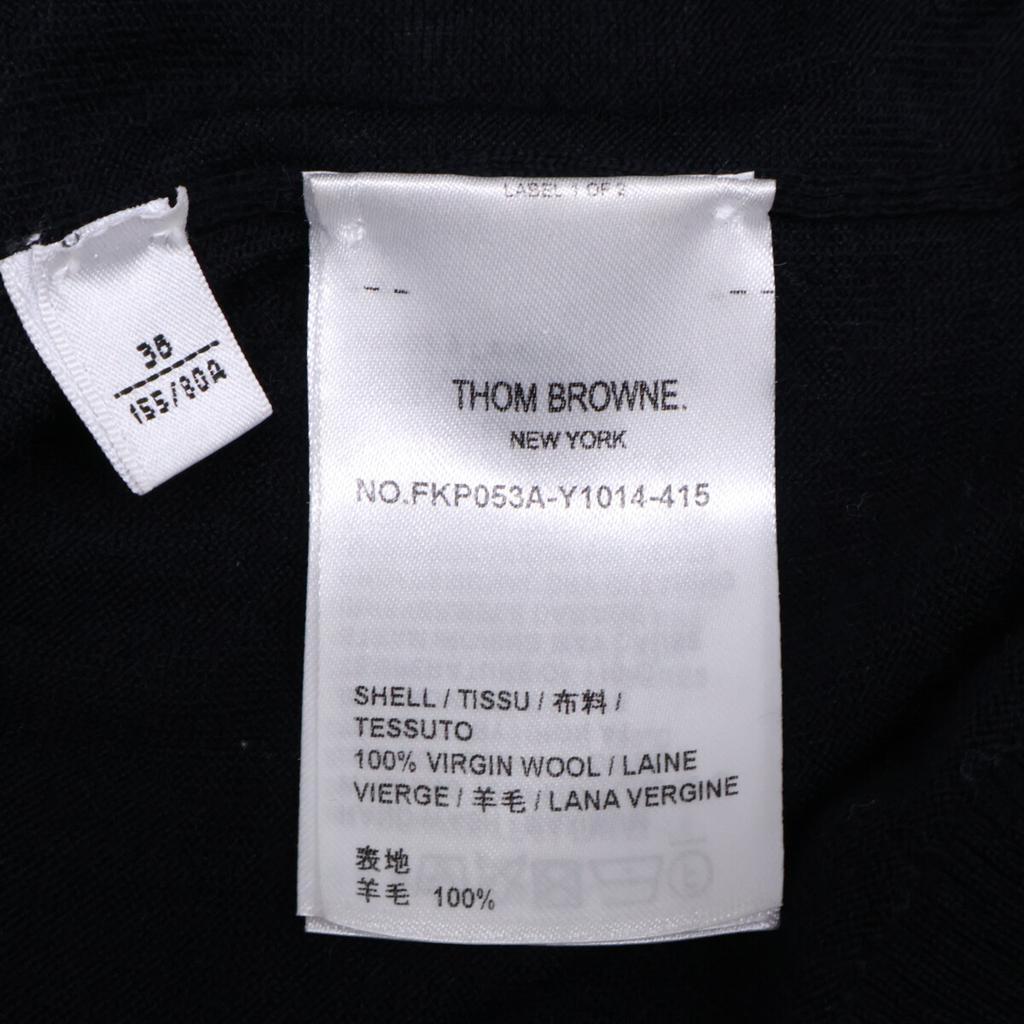 36
155/80A
LABEL 1 OF 2
THOM BROWNE.
NEW YORK
NO.FKP053A-Y1014-415
SHELL / TISSU / 布料 /
TESSUTO
100% VIRGIN WOOL / LAINE
VIERGE / 羊毛 / LANA VERGINE
表地
羊毛 100%